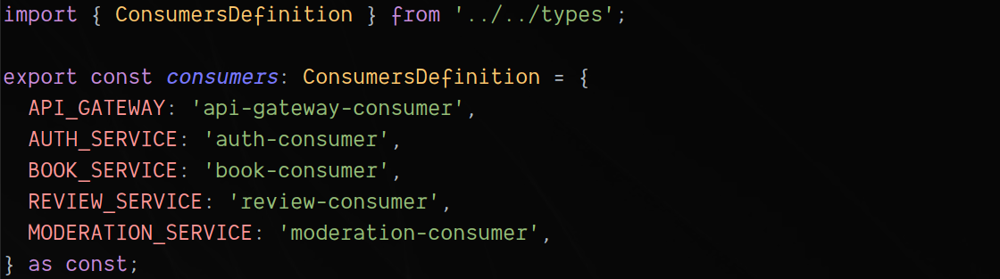 import { ConsumersDefinition } from '../../types';
export const consumers: ConsumersDefinition = {
  API_GATEWAY: 'api-gateway-consumer',
  AUTH_SERVICE: 'auth-consumer',
  BOOK_SERVICE: 'book-consumer',
  REVIEW_SERVICE: 'review-consumer',
  MODERATION_SERVICE: 'moderation-consumer',
} as const;